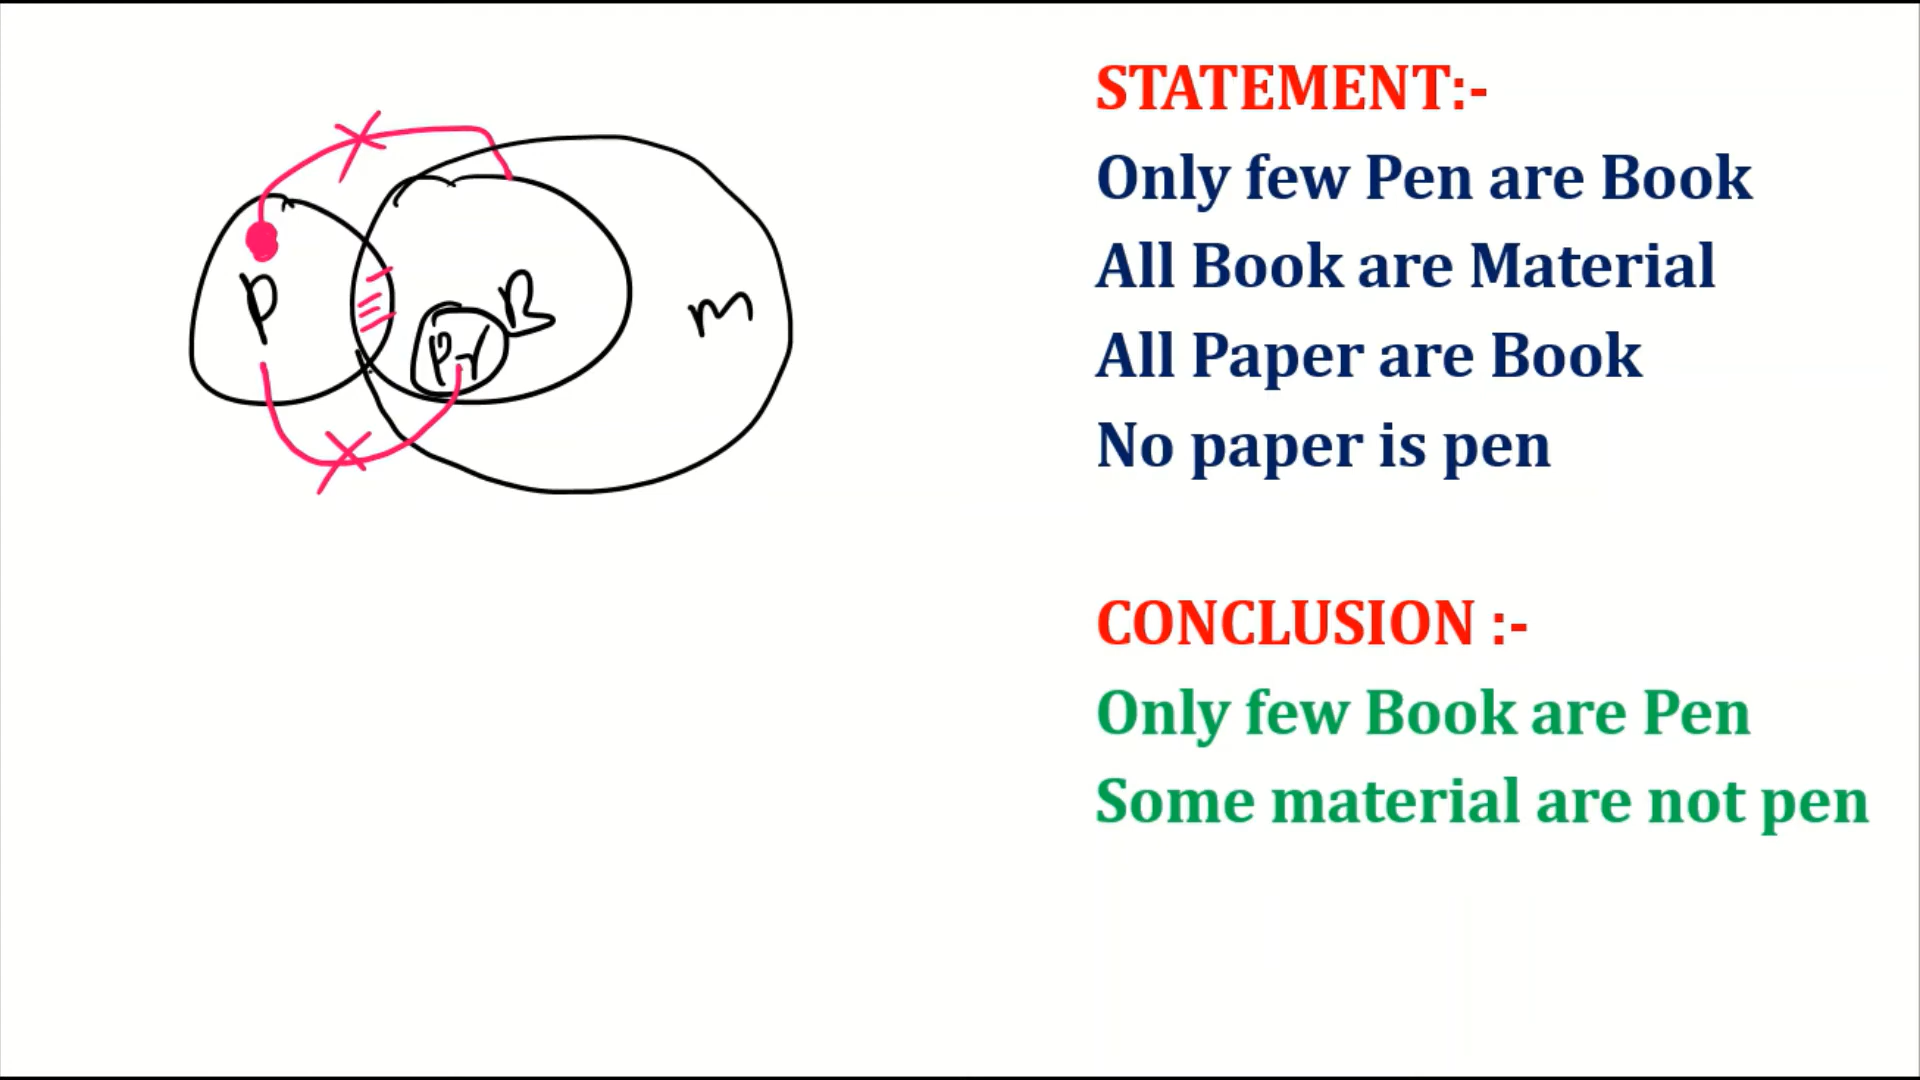 P
B
Pr
m
STATEMENT:-
Only few Pen are Book
All Book are Material
All Paper are Book
No paper is pen
CONCLUSION :-
Only few Book are Pen
Some material are not pen